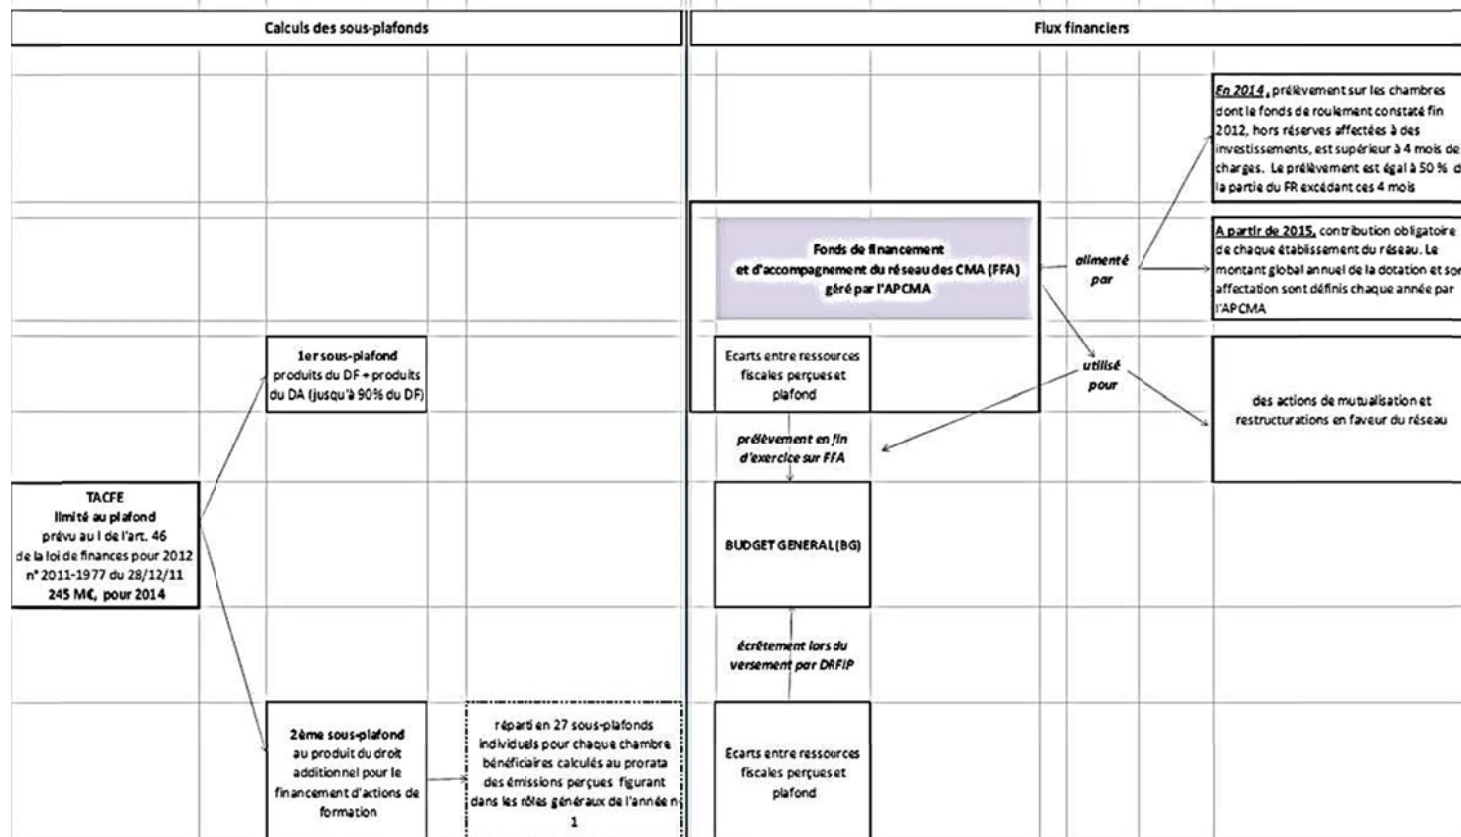 Calculs des sous-plafonds
Flux financiers
En 2014, prélèvement sur les chambres
dont le fonds de roulement constaté fin
2012, hors réserves affectées à des
investissements, est supérieur à 4 mois de
charges. Le prélèvement est égal à 50 % d
la partie du FR excédant ces 4 mois
Fonds de financement
et d'accompagnement du réseau des CMA (FFA)
géré par l'APCMA
alimenté
par
A partir de 2015, contribution obligatoire
de chaque établissement du réseau. Le
montant global annuel de la dotation et son
affectation sont définis chaque année par
l'APCMA
1er sous-plafond
produits du DF + produits
du DA (jusqu'à 90% du DF)
Ecarts entre ressources
fiscales perçues et
plafond
utilisé
pour
des actions de mutualisation et
restructurations en faveur du réseau
prélèvement en fin
d'exercice sur FFA
TACFE
limité au plafond
prévu au I de l'art. 46
de la loi de finances pour 2012
n° 2011-1977 du 28/12/11
245 M€, pour 2014
BUDGET GENERAL (BG)
écrêtement lors du
versement par DRFIP
2ème sous-plafond
au produit du droit
additionnel pour le
financement d'actions de
formation
réparti en 27 sous-plafonds
individuels pour chaque chambre
bénéficiaires calculés au prorata
des émissions perçues figurant
dans les rôles généraux de l'année n-
1
Ecarts entre ressources
fiscales perçues et
plafond